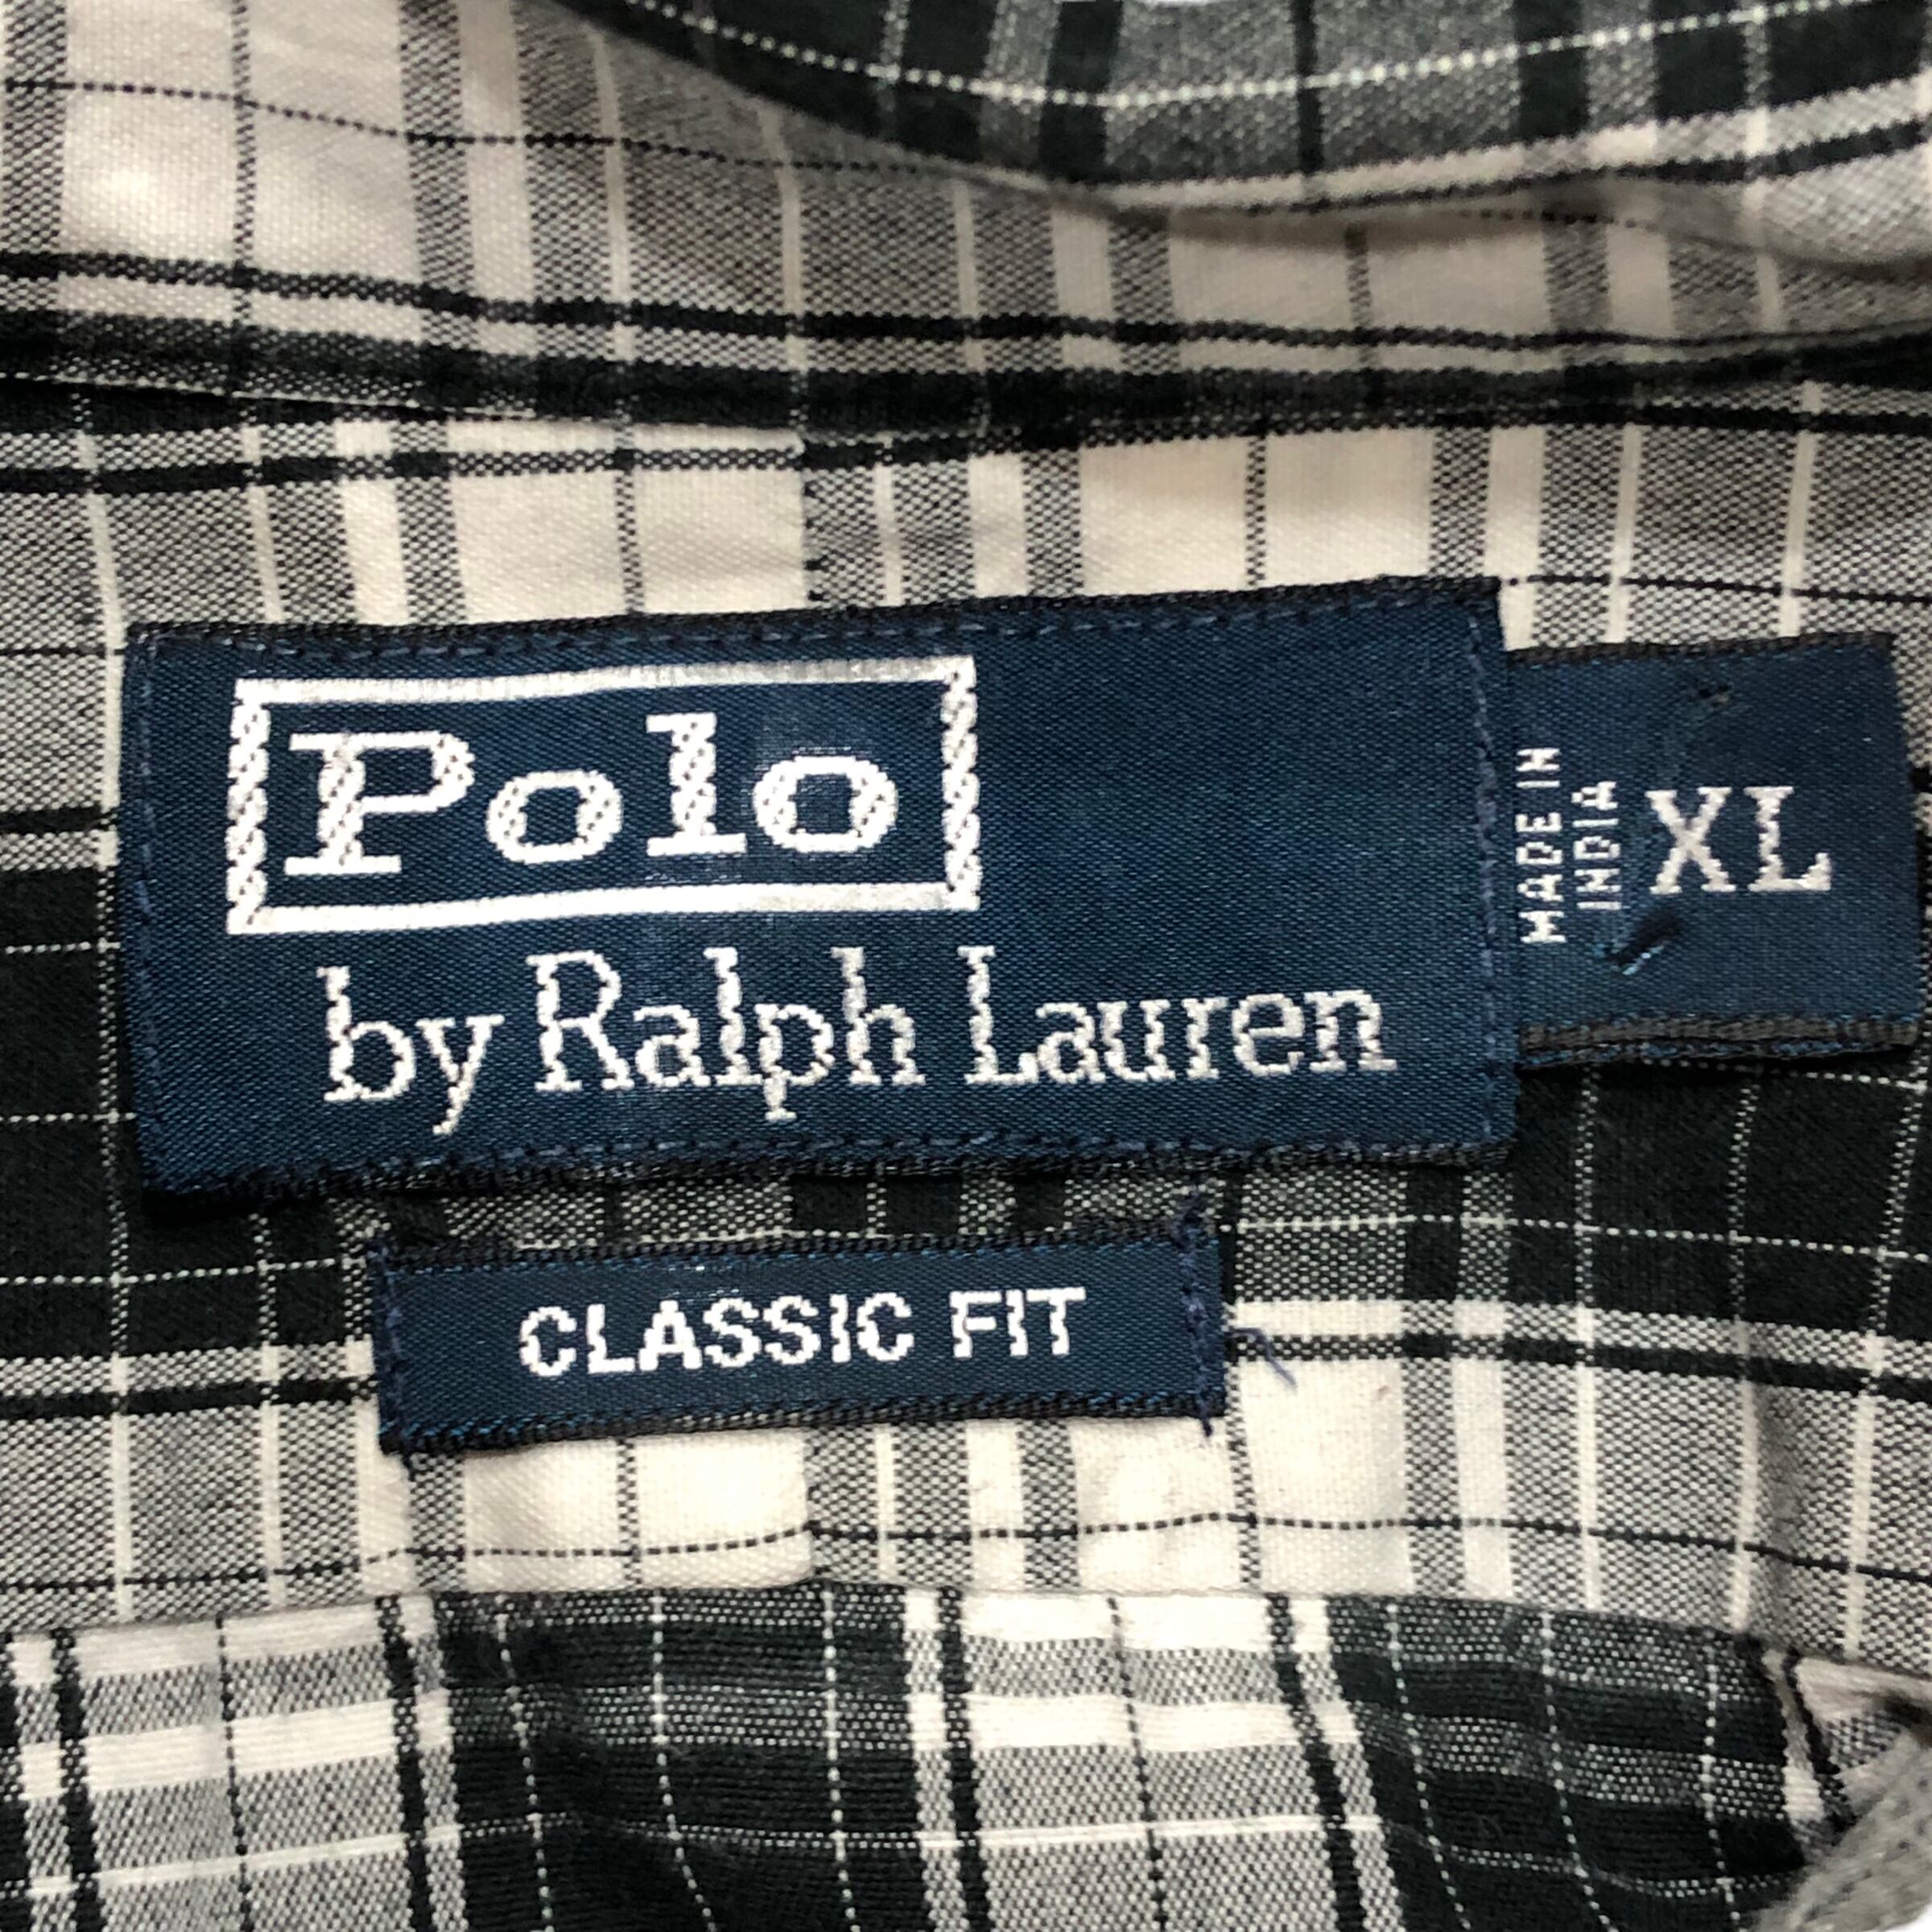 Polo
by Ralph Lauren
MADE IN
INDIA
XL
CLASSIC FIT